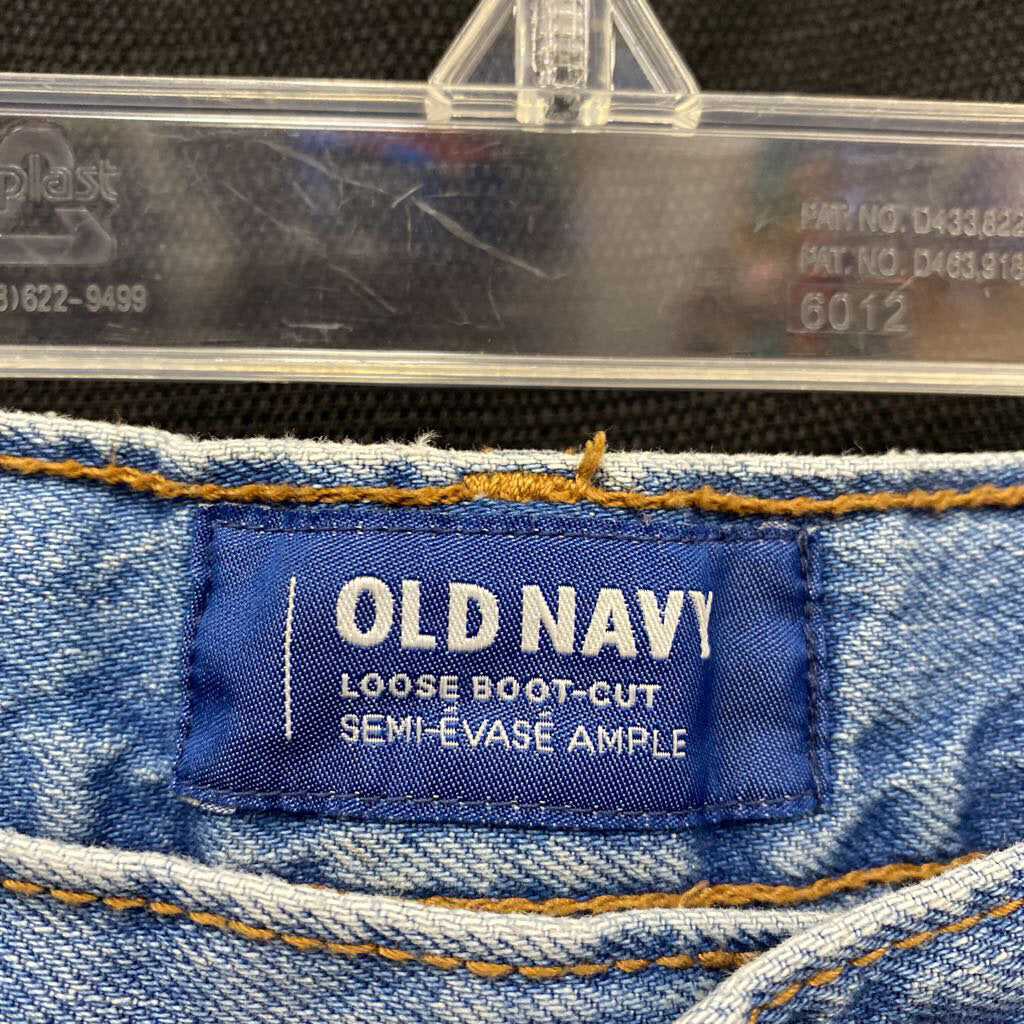 plast
)622-9499
PAT. NO. D433,822
PAT. NO. D463,918
6012
OLD NAVY
LOOSE BOOT-CUT
SEMI-ÉVASÉ AMPLE